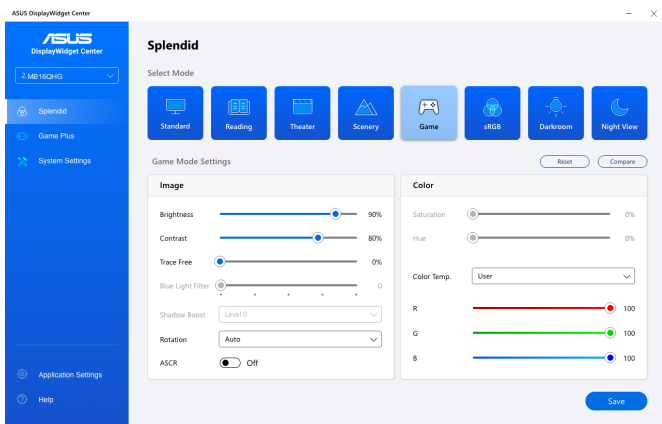 ASUS DisplayWidget Center
ASUS
DisplayWidget Center
2.MB16QHG
Splendid
Game Plus
System Settings
Application Settings
Help
Splendid
Select Mode
Standard
Reading
Theater
Scenery
Game
sRGB
Darkroom
Night View
Game Mode Settings
Reset
Compare
Image
Brightness 90%
Contrast 80%
Trace Free 0%
Blue Light Filter 0
Shadow Boost Level 0
Rotation Auto
ASCR Off
Color
Saturation 0%
Hue 0%
Color Temp. User
R 100
G 100
B 100
Save